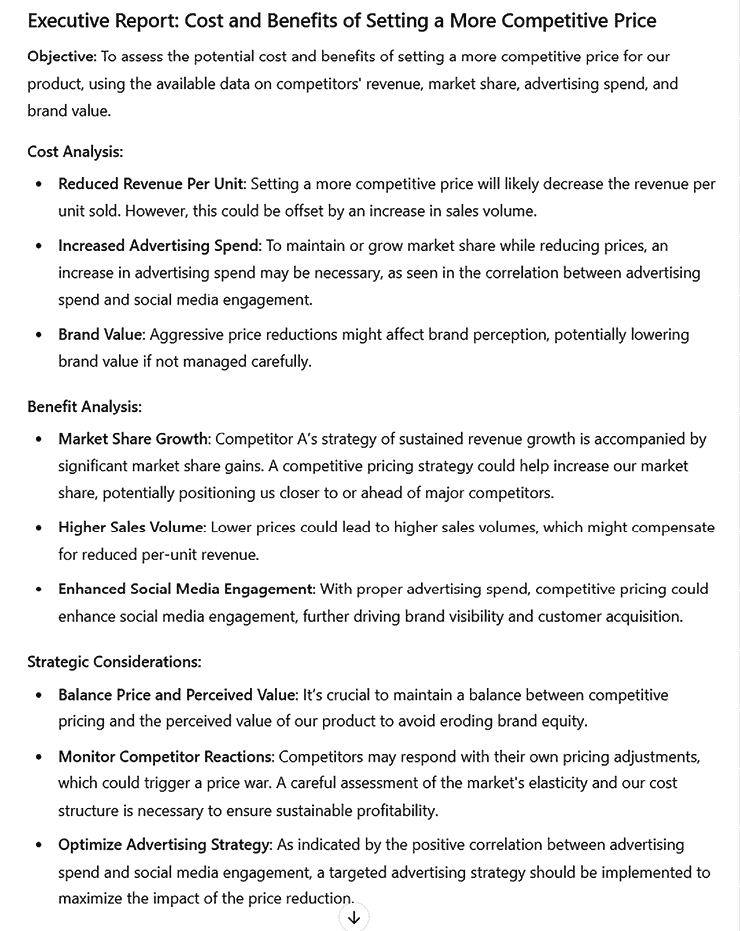 Executive Report: Cost and Benefits of Setting a More Competitive Price
Objective: To assess the potential cost and benefits of setting a more competitive price for our
product, using the available data on competitors' revenue, market share, advertising spend, and
brand value.
Cost Analysis:
• Reduced Revenue Per Unit: Setting a more competitive price will likely decrease the revenue per
unit sold. However, this could be offset by an increase in sales volume.
• Increased Advertising Spend: To maintain or grow market share while reducing prices, an
increase in advertising spend may be necessary, as seen in the correlation between advertising
spend and social media engagement.
• Brand Value: Aggressive price reductions might affect brand perception, potentially lowering
brand value if not managed carefully.
Benefit Analysis:
• Market Share Growth: Competitor A's strategy of sustained revenue growth is accompanied by
significant market share gains. A competitive pricing strategy could help increase our market
share, potentially positioning us closer to or ahead of major competitors.
• Higher Sales Volume: Lower prices could lead to higher sales volumes, which might compensate
for reduced per-unit revenue.
• Enhanced Social Media Engagement: With proper advertising spend, competitive pricing could
enhance social media engagement, further driving brand visibility and customer acquisition.
Strategic Considerations:
• Balance Price and Perceived Value: It's crucial to maintain a balance between competitive
pricing and the perceived value of our product to avoid eroding brand equity.
• Monitor Competitor Reactions: Competitors may respond with their own pricing adjustments,
which could trigger a price war. A careful assessment of the market's elasticity and our cost
structure is necessary to ensure sustainable profitability.
• Optimize Advertising Strategy: As indicated by the positive correlation between advertising
spend and social media engagement, a targeted advertising strategy should be implemented to
maximize the impact of the price reduction.